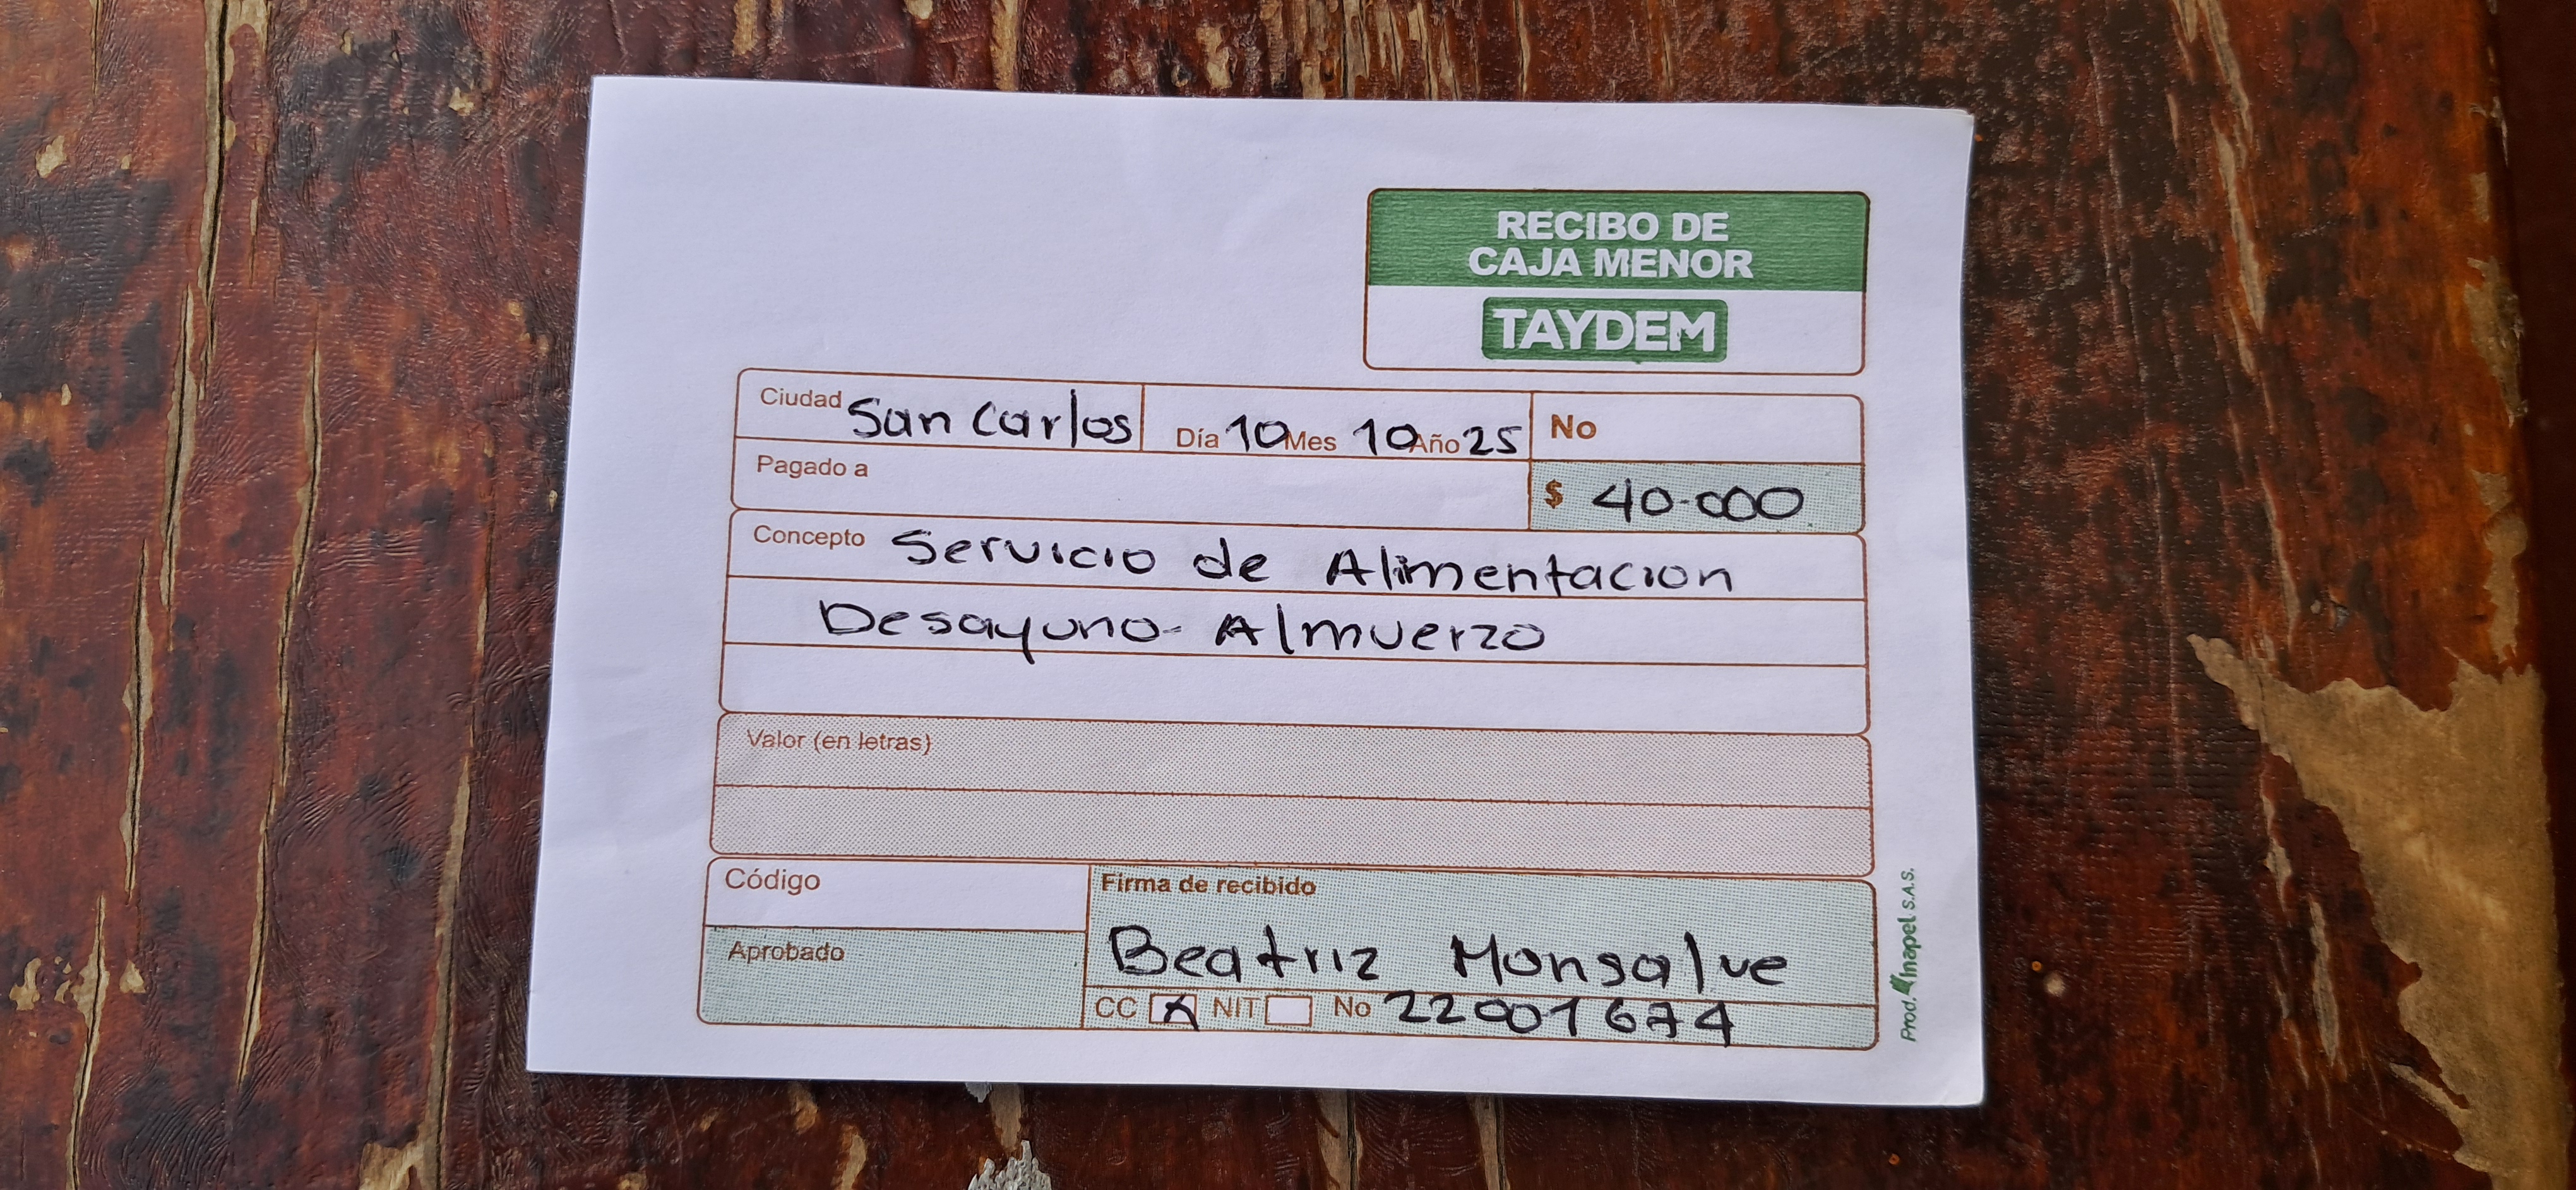 RECIBO DE
CAJA MENOR
TAYDEM
Ciudad San Carlos Día 10 Mes 10 Año 25 No
Pagado a $ 40.000
Concepto Servicio de Alimentacion
Desayuno - Almuerzo
Valor (en letras)
Código Firma de recibido
Aprobado Beatriz Monsalve
CC X NIT No 22001674
Prod. Inapel S.A.S.